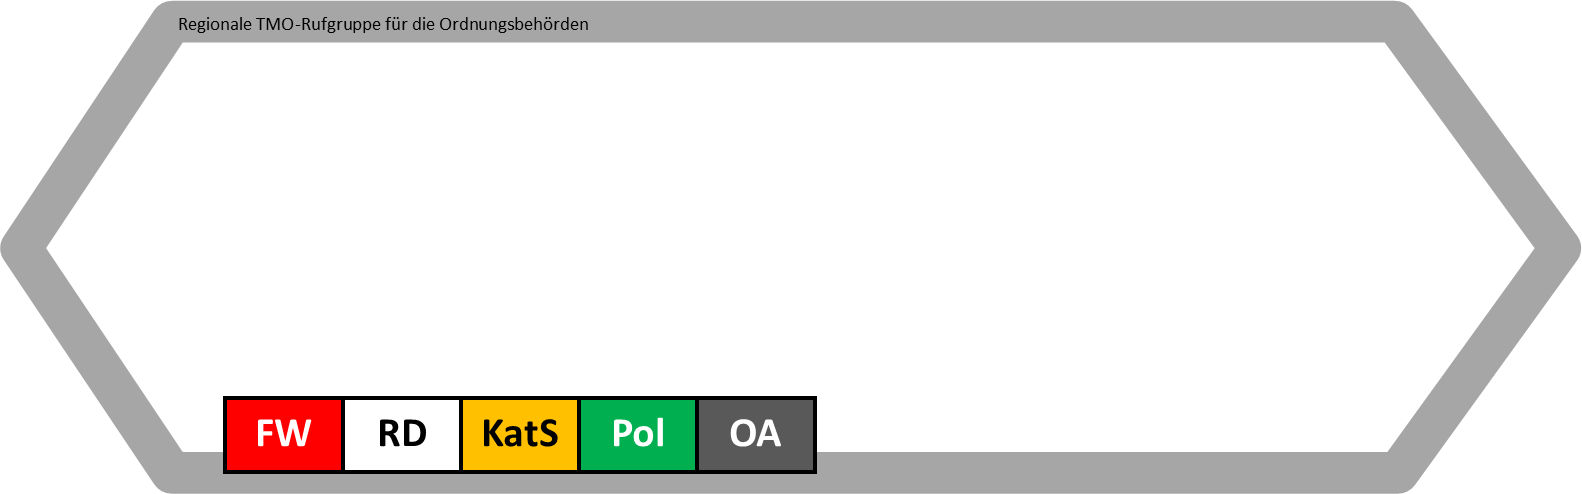 Regionale TMO-Rufgruppe für die Ordnungsbehörden
FW RD KatS Pol OA